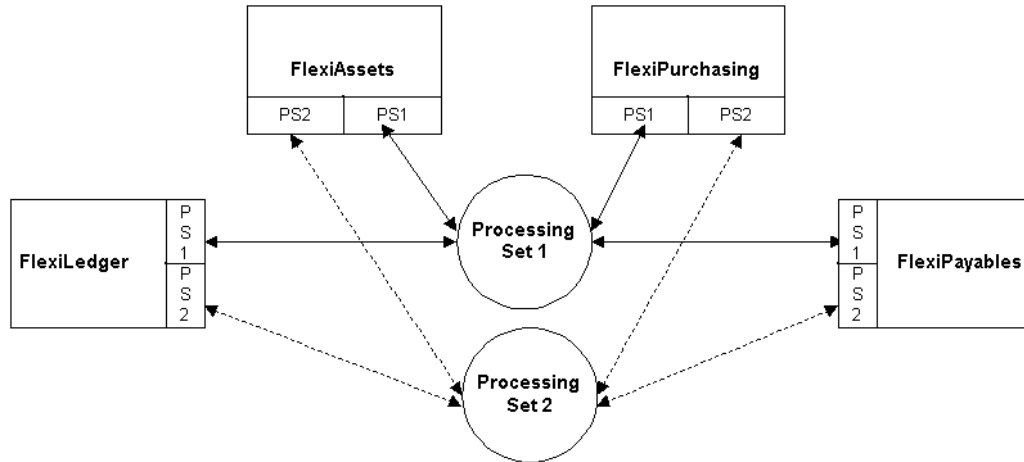 FlexiAssets
PS2
PS1
FlexiPurchasing
PS1
PS2
FlexiLedger
P
S
1
P
S
2
Processing
Set 1
P
S
1
P
S
2
FlexiPayables
Processing
Set 2